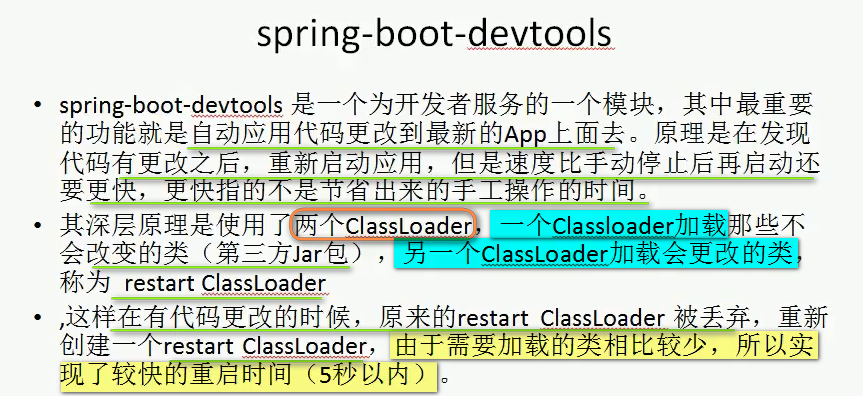 spring-boot-devtools
• spring-boot-devtools 是一个为开发者服务的一个模块，其中最重要
的功能就是自动应用代码更改到最新的App上面去。原理是在发现
代码有更改之后，重新启动应用，但是速度比手动停止后再启动还
要更快，更快指的不是节省出来的手工操作的时间。
• 其深层原理是使用了两个ClassLoader，一个Classloader加载那些不
会改变的类（第三方Jar包），另一个ClassLoader加载会更改的类，
称为 restart ClassLoader
• ,这样在有代码更改的时候，原来的restart ClassLoader 被丢弃，重新
创建一个restart ClassLoader，由于需要加载的类相比较少，所以实
现了较快的重启时间（5秒以内）。